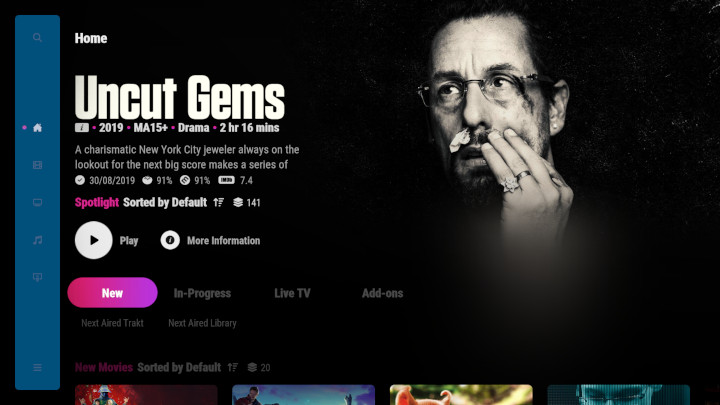 Home
Uncut Gems
i • 2019 • MA15+ • Drama • 2 hr 16 mins
A charismatic New York City jeweler always on the
lookout for the next big score makes a series of
30/08/2019 91% 91% IMDb 7.4
Spotlight Sorted by Default 141
Play i More Information
New In-Progress Live TV Add-ons
Next Aired Trakt Next Aired Library
New Movies Sorted by Default 20